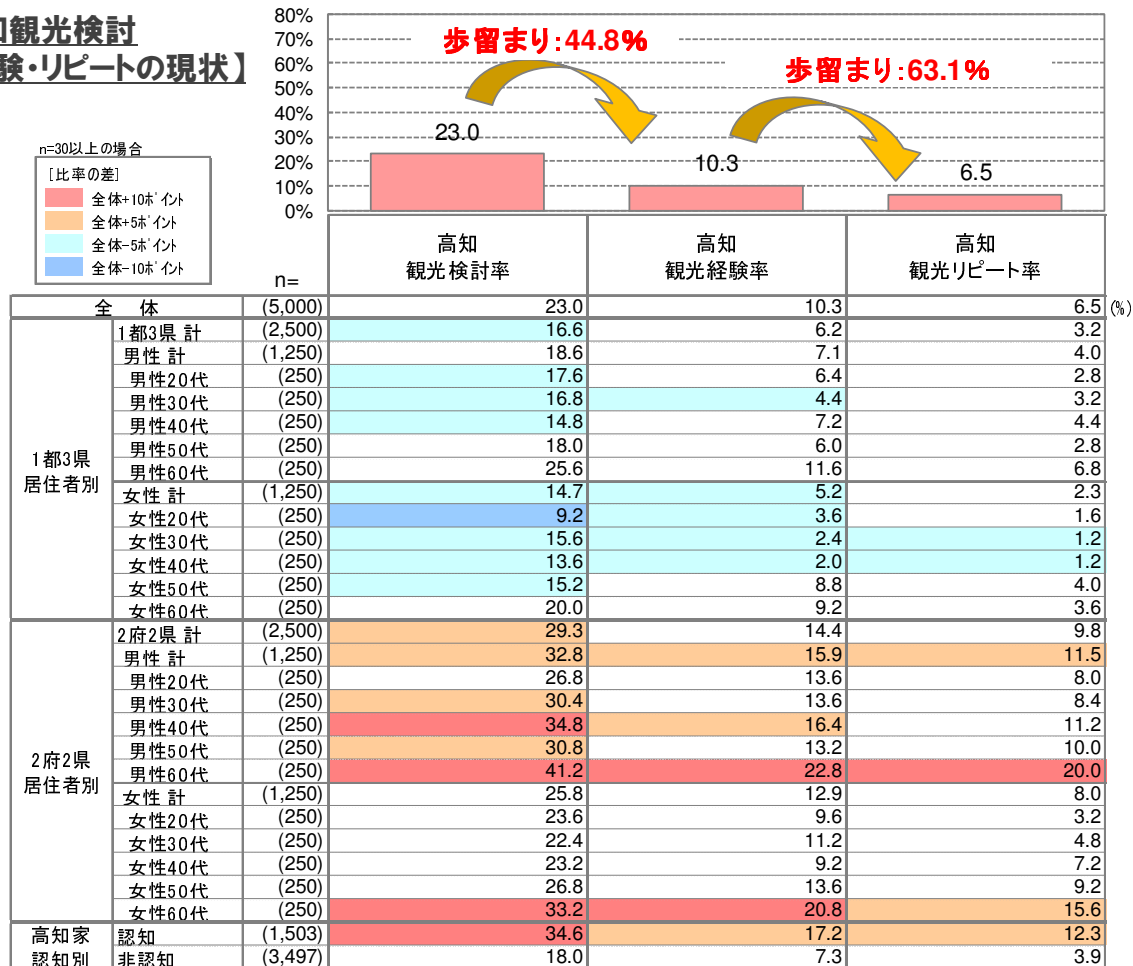 知観光検討
験・リピートの現状】
80%
70%
60%
50%
40%
30%
20%
10%
0%
歩留まり:44.8%
歩留まり:63.1%
23.0
10.3
6.5
n=30以上の場合
[比率の差]
全体+10ポイント
全体+5ポイント
全体-5ポイント
全体-10ポイント
n=
高知
観光検討率
高知
観光経験率
高知
観光リピート率
全 体 (5,000) 23.0 10.3 6.5 (%)
1都3県
居住者別
1都3県 計 (2,500) 16.6 6.2 3.2
男性 計 (1,250) 18.6 7.1 4.0
男性20代 (250) 17.6 6.4 2.8
男性30代 (250) 16.8 4.4 3.2
男性40代 (250) 14.8 7.2 4.4
男性50代 (250) 18.0 6.0 2.8
男性60代 (250) 25.6 11.6 6.8
女性 計 (1,250) 14.7 5.2 2.3
女性20代 (250) 9.2 3.6 1.6
女性30代 (250) 15.6 2.4 1.2
女性40代 (250) 13.6 2.0 1.2
女性50代 (250) 15.2 8.8 4.0
女性60代 (250) 20.0 9.2 3.6
2府2県
居住者別
2府2県 計 (2,500) 29.3 14.4 9.8
男性 計 (1,250) 32.8 15.9 11.5
男性20代 (250) 26.8 13.6 8.0
男性30代 (250) 30.4 13.6 8.4
男性40代 (250) 34.8 16.4 11.2
男性50代 (250) 30.8 13.2 10.0
男性60代 (250) 41.2 22.8 20.0
女性 計 (1,250) 25.8 12.9 8.0
女性20代 (250) 23.6 9.6 3.2
女性30代 (250) 22.4 11.2 4.8
女性40代 (250) 23.2 9.2 7.2
女性50代 (250) 26.8 13.6 9.2
女性60代 (250) 33.2 20.8 15.6
高知家
認知別
認知 (1,503) 34.6 17.2 12.3
非認知 (3,497) 18.0 7.3 3.9